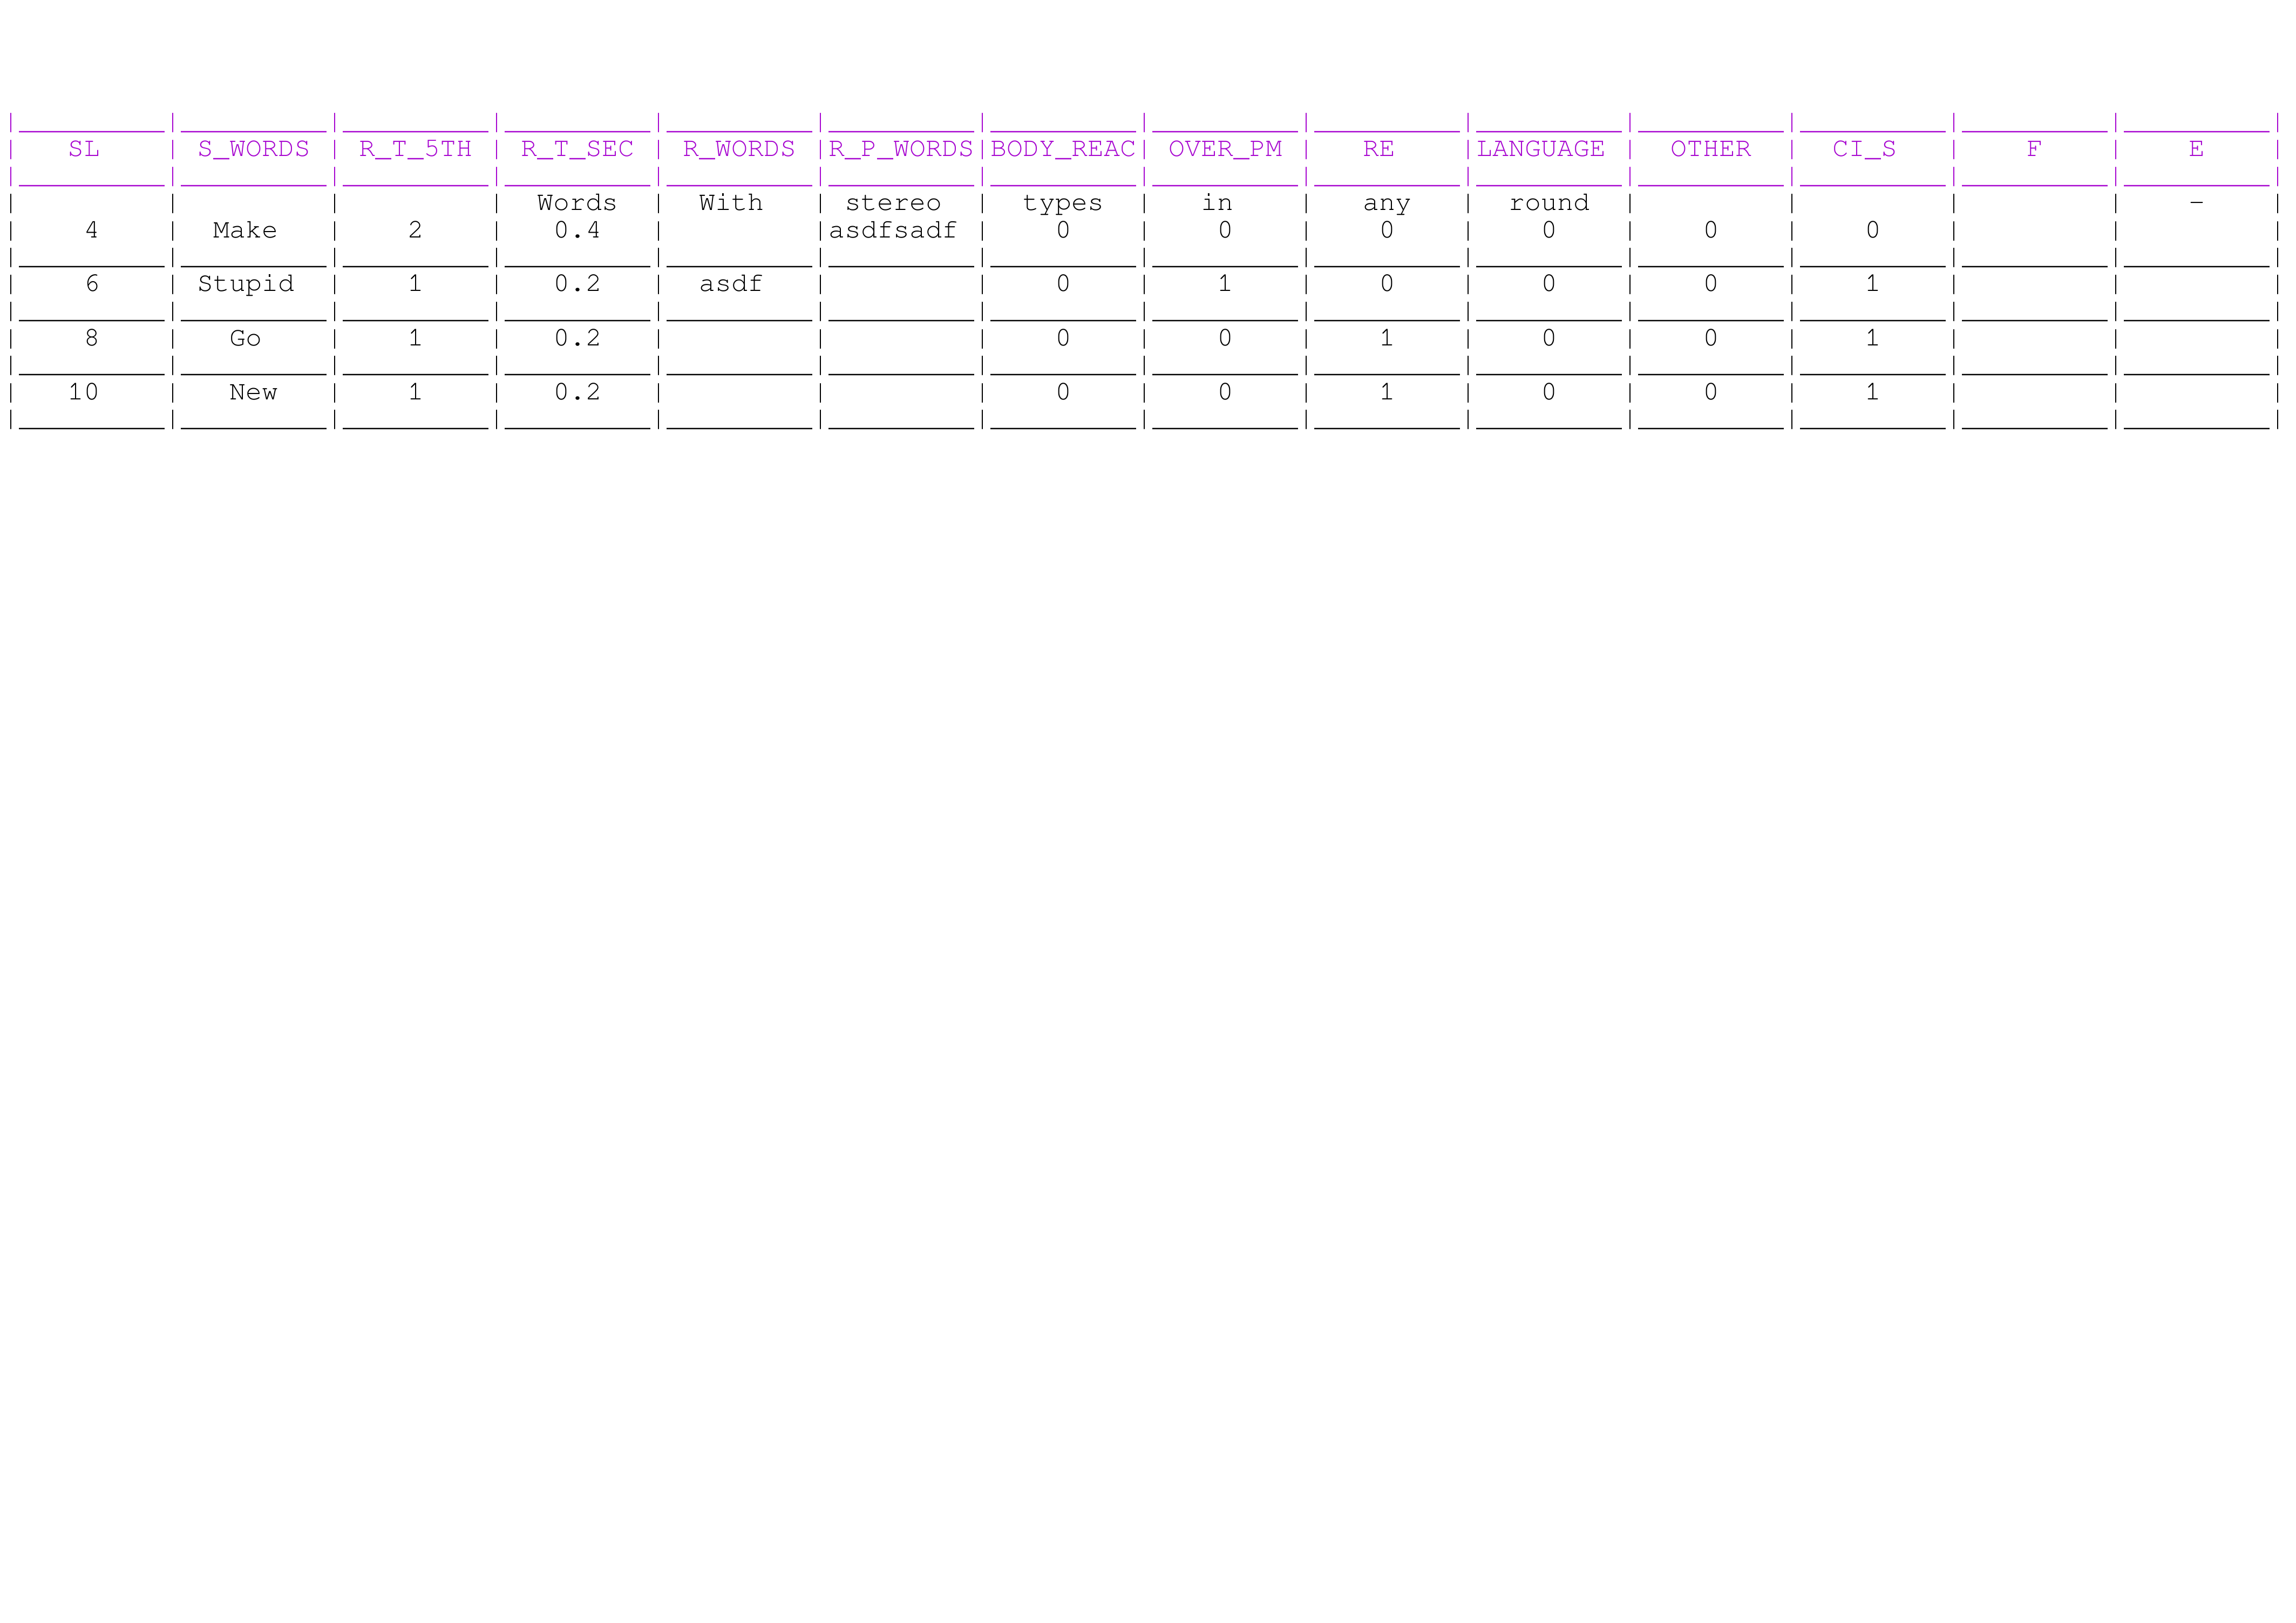 SL S_WORDS R_T_5TH R_T_SEC R_WORDS R_P_WORDS BODY_REAC OVER_PM RE LANGUAGE OTHER CI_S F E
Words With stereo types in any round -
4 Make 2 0.4 asdfsadf 0 0 0 0 0 0
6 Stupid 1 0.2 asdf 0 1 0 0 0 1
8 Go 1 0.2 0 0 1 0 0 1
10 New 1 0.2 0 0 1 0 0 1